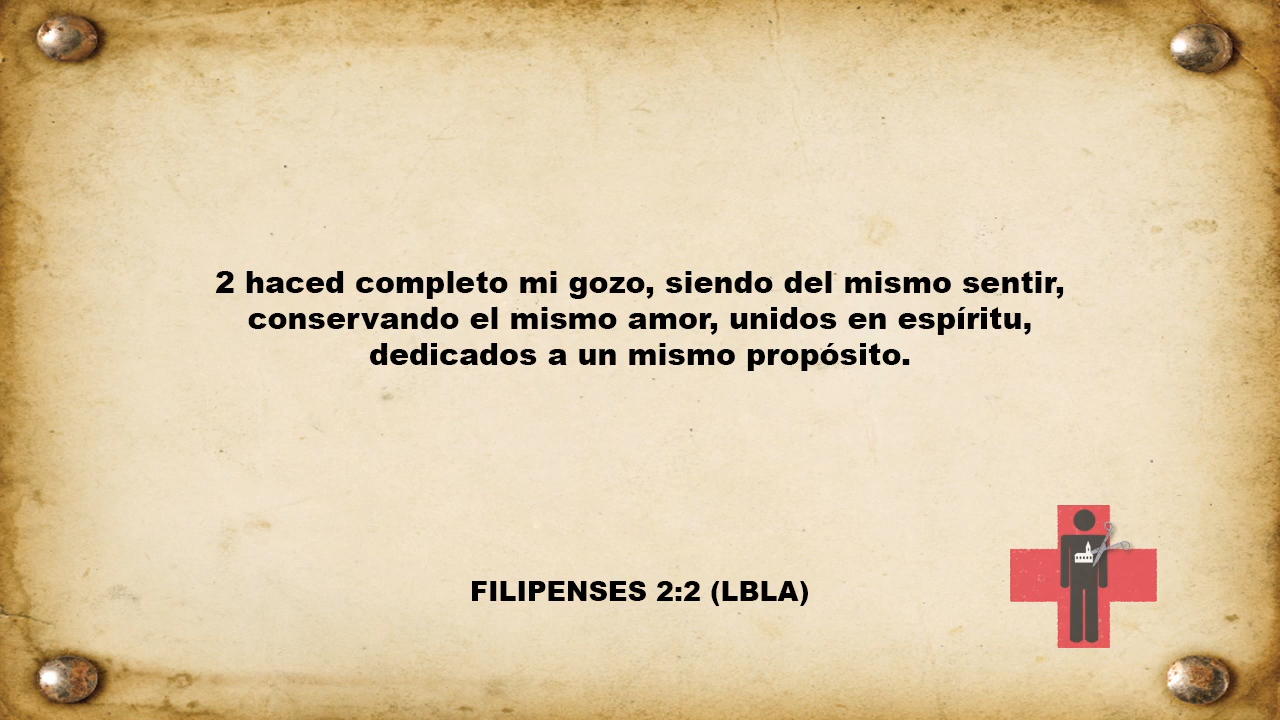 2 haced completo mi gozo, siendo del mismo sentir,
conservando el mismo amor, unidos en espíritu,
dedicados a un mismo propósito.
FILIPENSES 2:2 (LBLA)